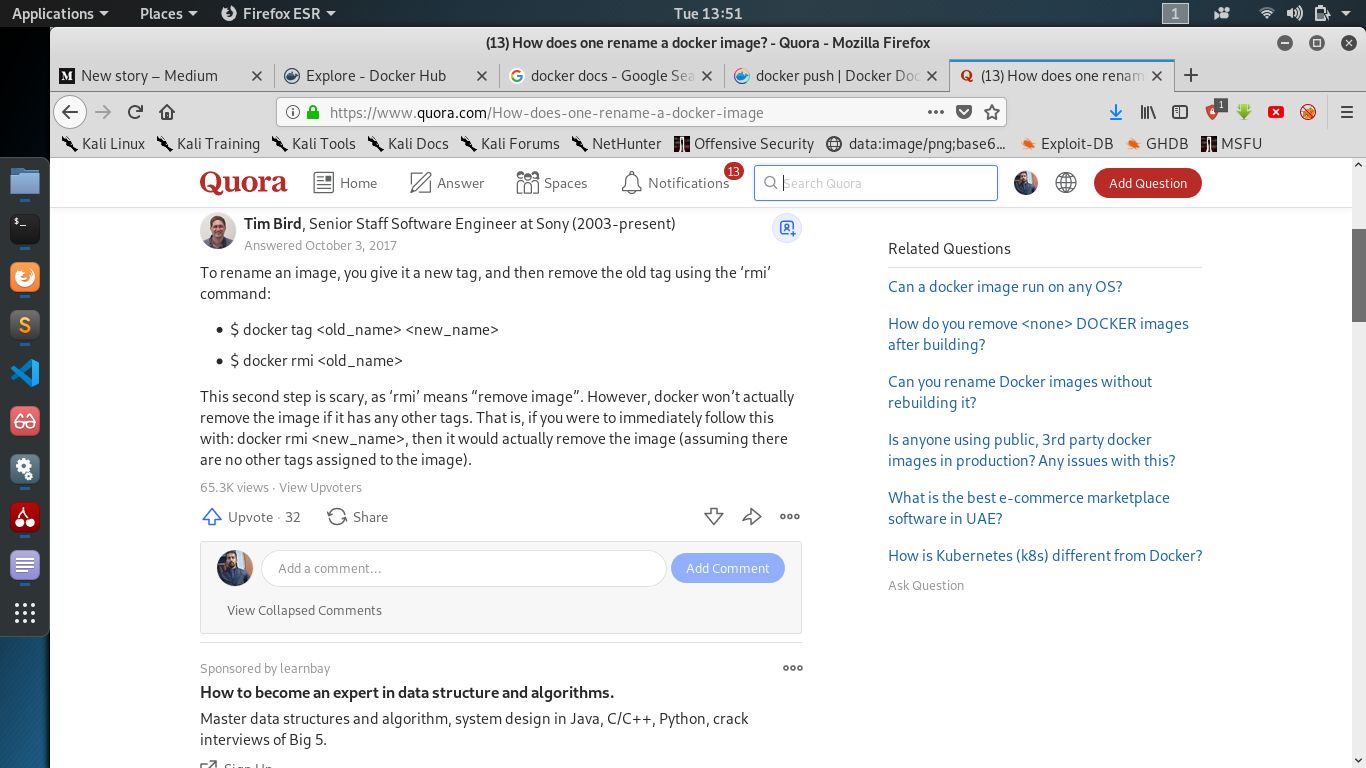 Applications Places Firefox ESR Tue 13:51 1
(13) How does one rename a docker image? - Quora - Mozilla Firefox
New story – Medium Explore - Docker Hub docker docs - Google Sea docker push | Docker Doc (13) How does one renam
https://www.quora.com/How-does-one-rename-a-docker-image 1
Kali Linux Kali Training Kali Tools Kali Docs Kali Forums NetHunter Offensive Security data:image/png;base6... Exploit-DB GHDB MSFU
Quora Home Answer Spaces Notifications 13 Search Quora Add Question
Tim Bird, Senior Staff Software Engineer at Sony (2003-present)
Answered October 3, 2017
To rename an image, you give it a new tag, and then remove the old tag using the ‘rmi’
command:
• $ docker tag <old_name> <new_name>
• $ docker rmi <old_name>
This second step is scary, as ‘rmi’ means “remove image”. However, docker won’t actually
remove the image if it has any other tags. That is, if you were to immediately follow this
with: docker rmi <new_name>, then it would actually remove the image (assuming there
are no other tags assigned to the image).
65.3K views · View Upvoters
Upvote · 32 Share
Add a comment... Add Comment
View Collapsed Comments
Sponsored by learnbay
How to become an expert in data structure and algorithms.
Master data structures and algorithm, system design in Java, C/C++, Python, crack
interviews of Big 5.
Sign Up
Related Questions
Can a docker image run on any OS?
How do you remove <none> DOCKER images
after building?
Can you rename Docker images without
rebuilding it?
Is anyone using public, 3rd party docker
images in production? Any issues with this?
What is the best e-commerce marketplace
software in UAE?
How is Kubernetes (k8s) different from Docker?
Ask Question